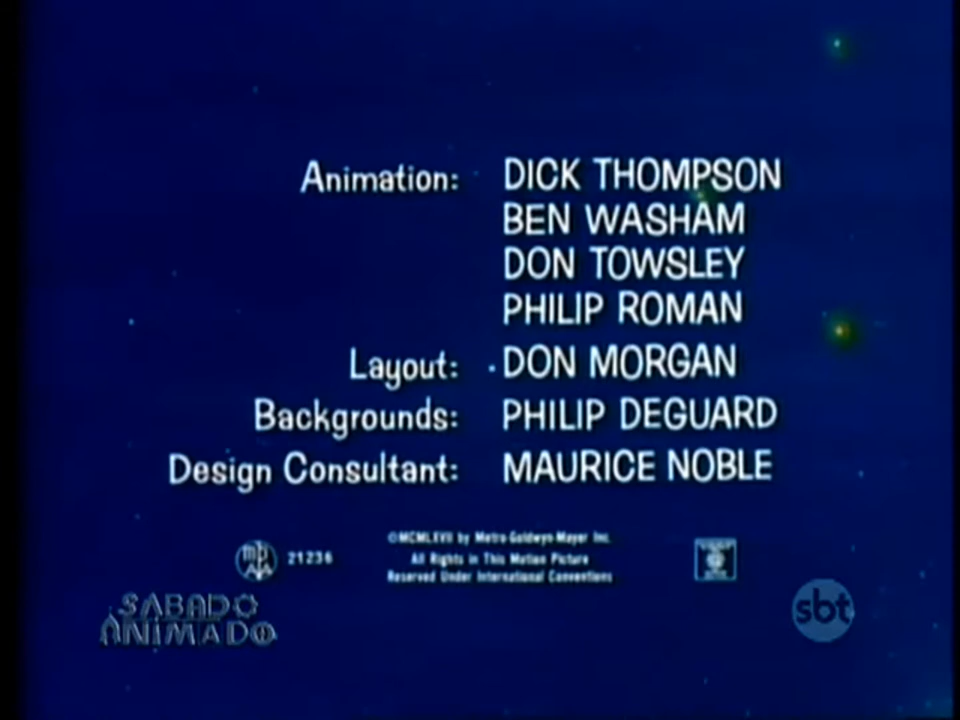 Animation: DICK THOMPSON
BEN WASHAM
DON TOWSLEY
PHILIP ROMAN
Layout: DON MORGAN
Backgrounds: PHILIP DEGUARD
Design Consultant: MAURICE NOBLE
©MCMLXVII by Metro-Goldwyn-Mayer Inc.
21236
All Rights in This Motion Picture
Reserved Under International Conventions
SABADO
ANIMADO
sbt